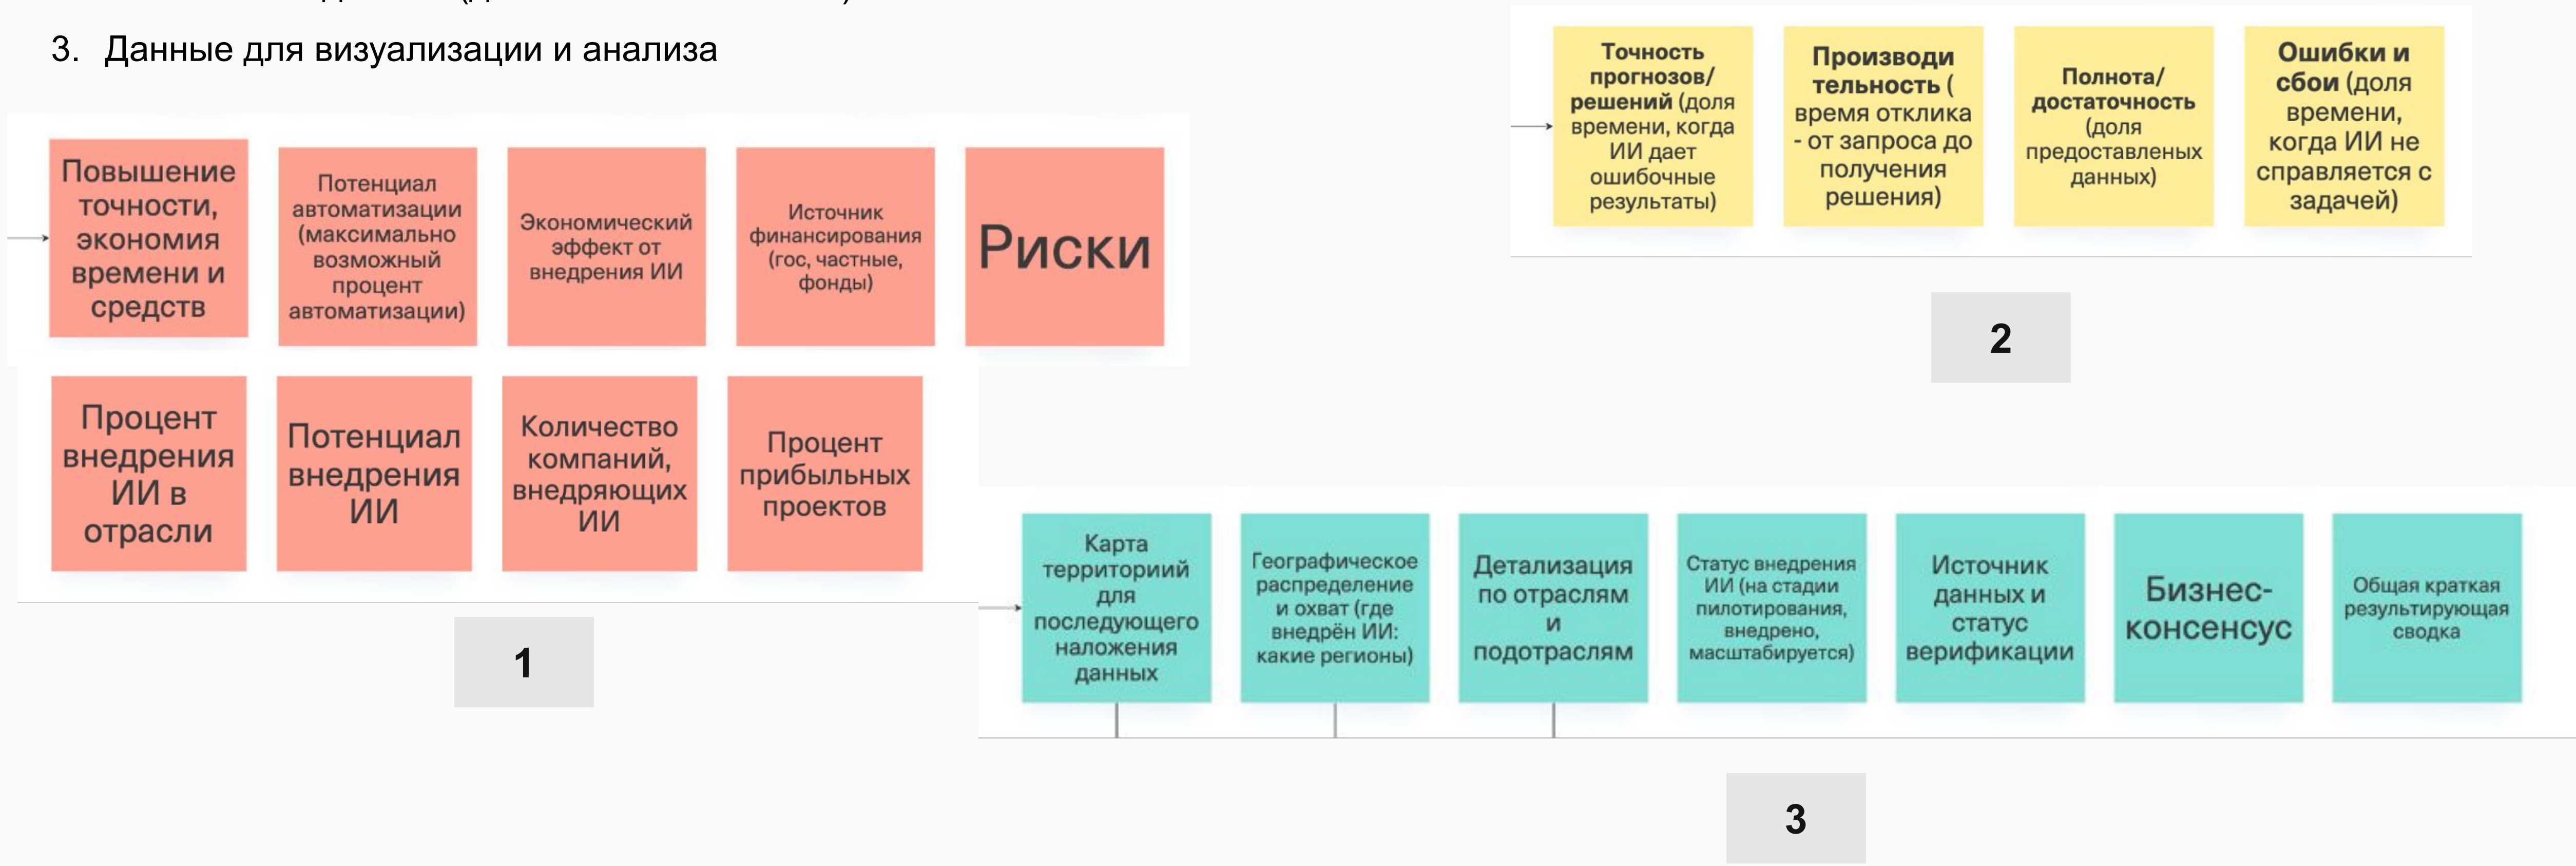 3. Данные для визуализации и анализа
Повышение
точности,
экономия
времени и
средств
Потенциал
автоматизации
(максимально
возможный
процент
автоматизации)
Экономический
эффект от
внедрения ИИ
Источник
финансирования
(гос, частные,
фонды)
Риски
Процент
внедрения
ИИ в
отрасли
Потенциал
внедрения
ИИ
Количество
компаний,
внедряющих
ИИ
Процент
прибыльных
проектов
1
Точность
прогнозов/
решений (доля
времени, когда
ИИ дает
ошибочные
результаты)
Производи
тельность (
время отклика
- от запроса до
получения
решения)
Полнота/
достаточность
(доля
предоставленых
данных)
Ошибки и
сбои (доля
времени,
когда ИИ не
справляется с
задачей)
2
Карта
территориий
для
последующего
наложения
данных
Географическое
распределение
и охват (где
внедрён ИИ:
какие регионы)
Детализация
по отраслям
и
подотраслям
Статус внедрения
ИИ (на стадии
пилотирования,
внедрено,
масштабируется)
Источник
данных и
статус
верификации
Бизнес-
консенсус
Общая краткая
результирующая
сводка
3